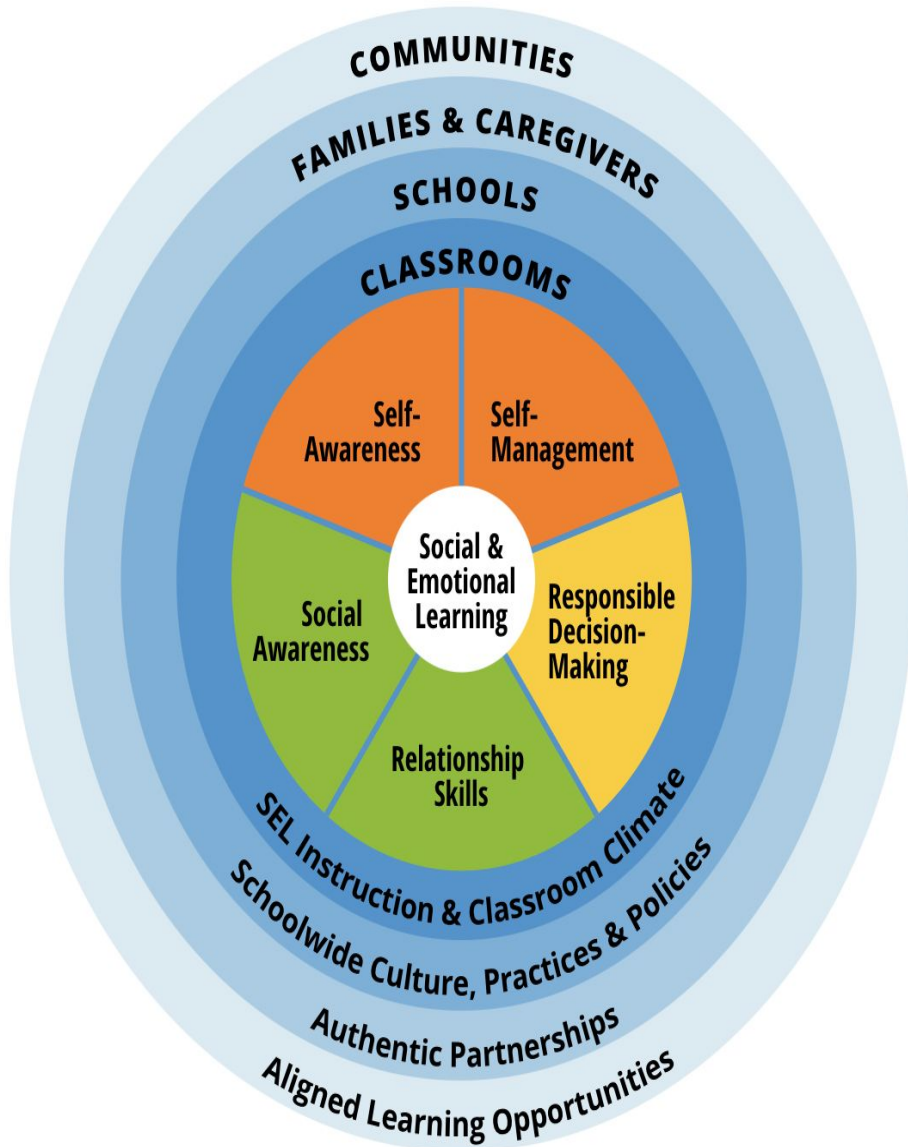 COMMUNITIES
FAMILIES & CAREGIVERS
SCHOOLS
CLASSROOMS
Self-
Awareness
Self-
Management
Social &
Emotional
Learning
Social
Awareness
Responsible
Decision-
Making
Relationship
Skills
SEL Instruction & Classroom Climate
Schoolwide Culture, Practices & Policies
Authentic Partnerships
Aligned Learning Opportunities